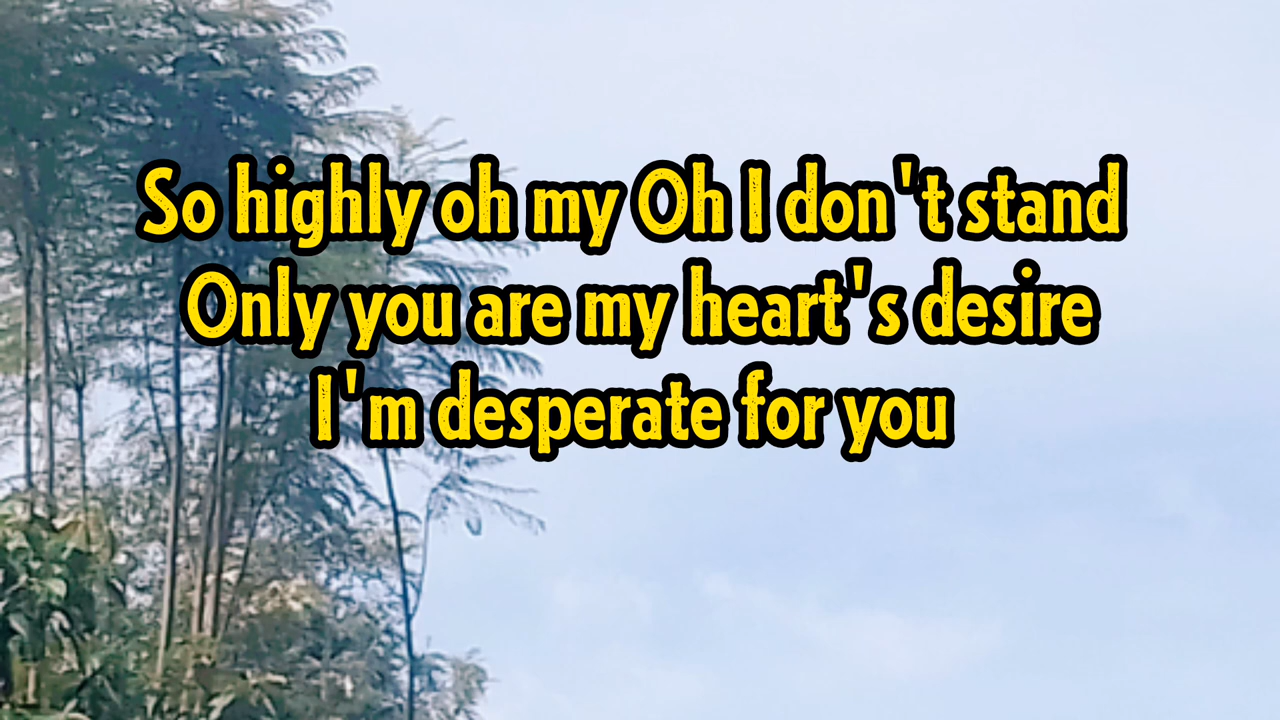 So highly oh my Oh I don't stand
Only you are my heart's desire
I'm desperate for you